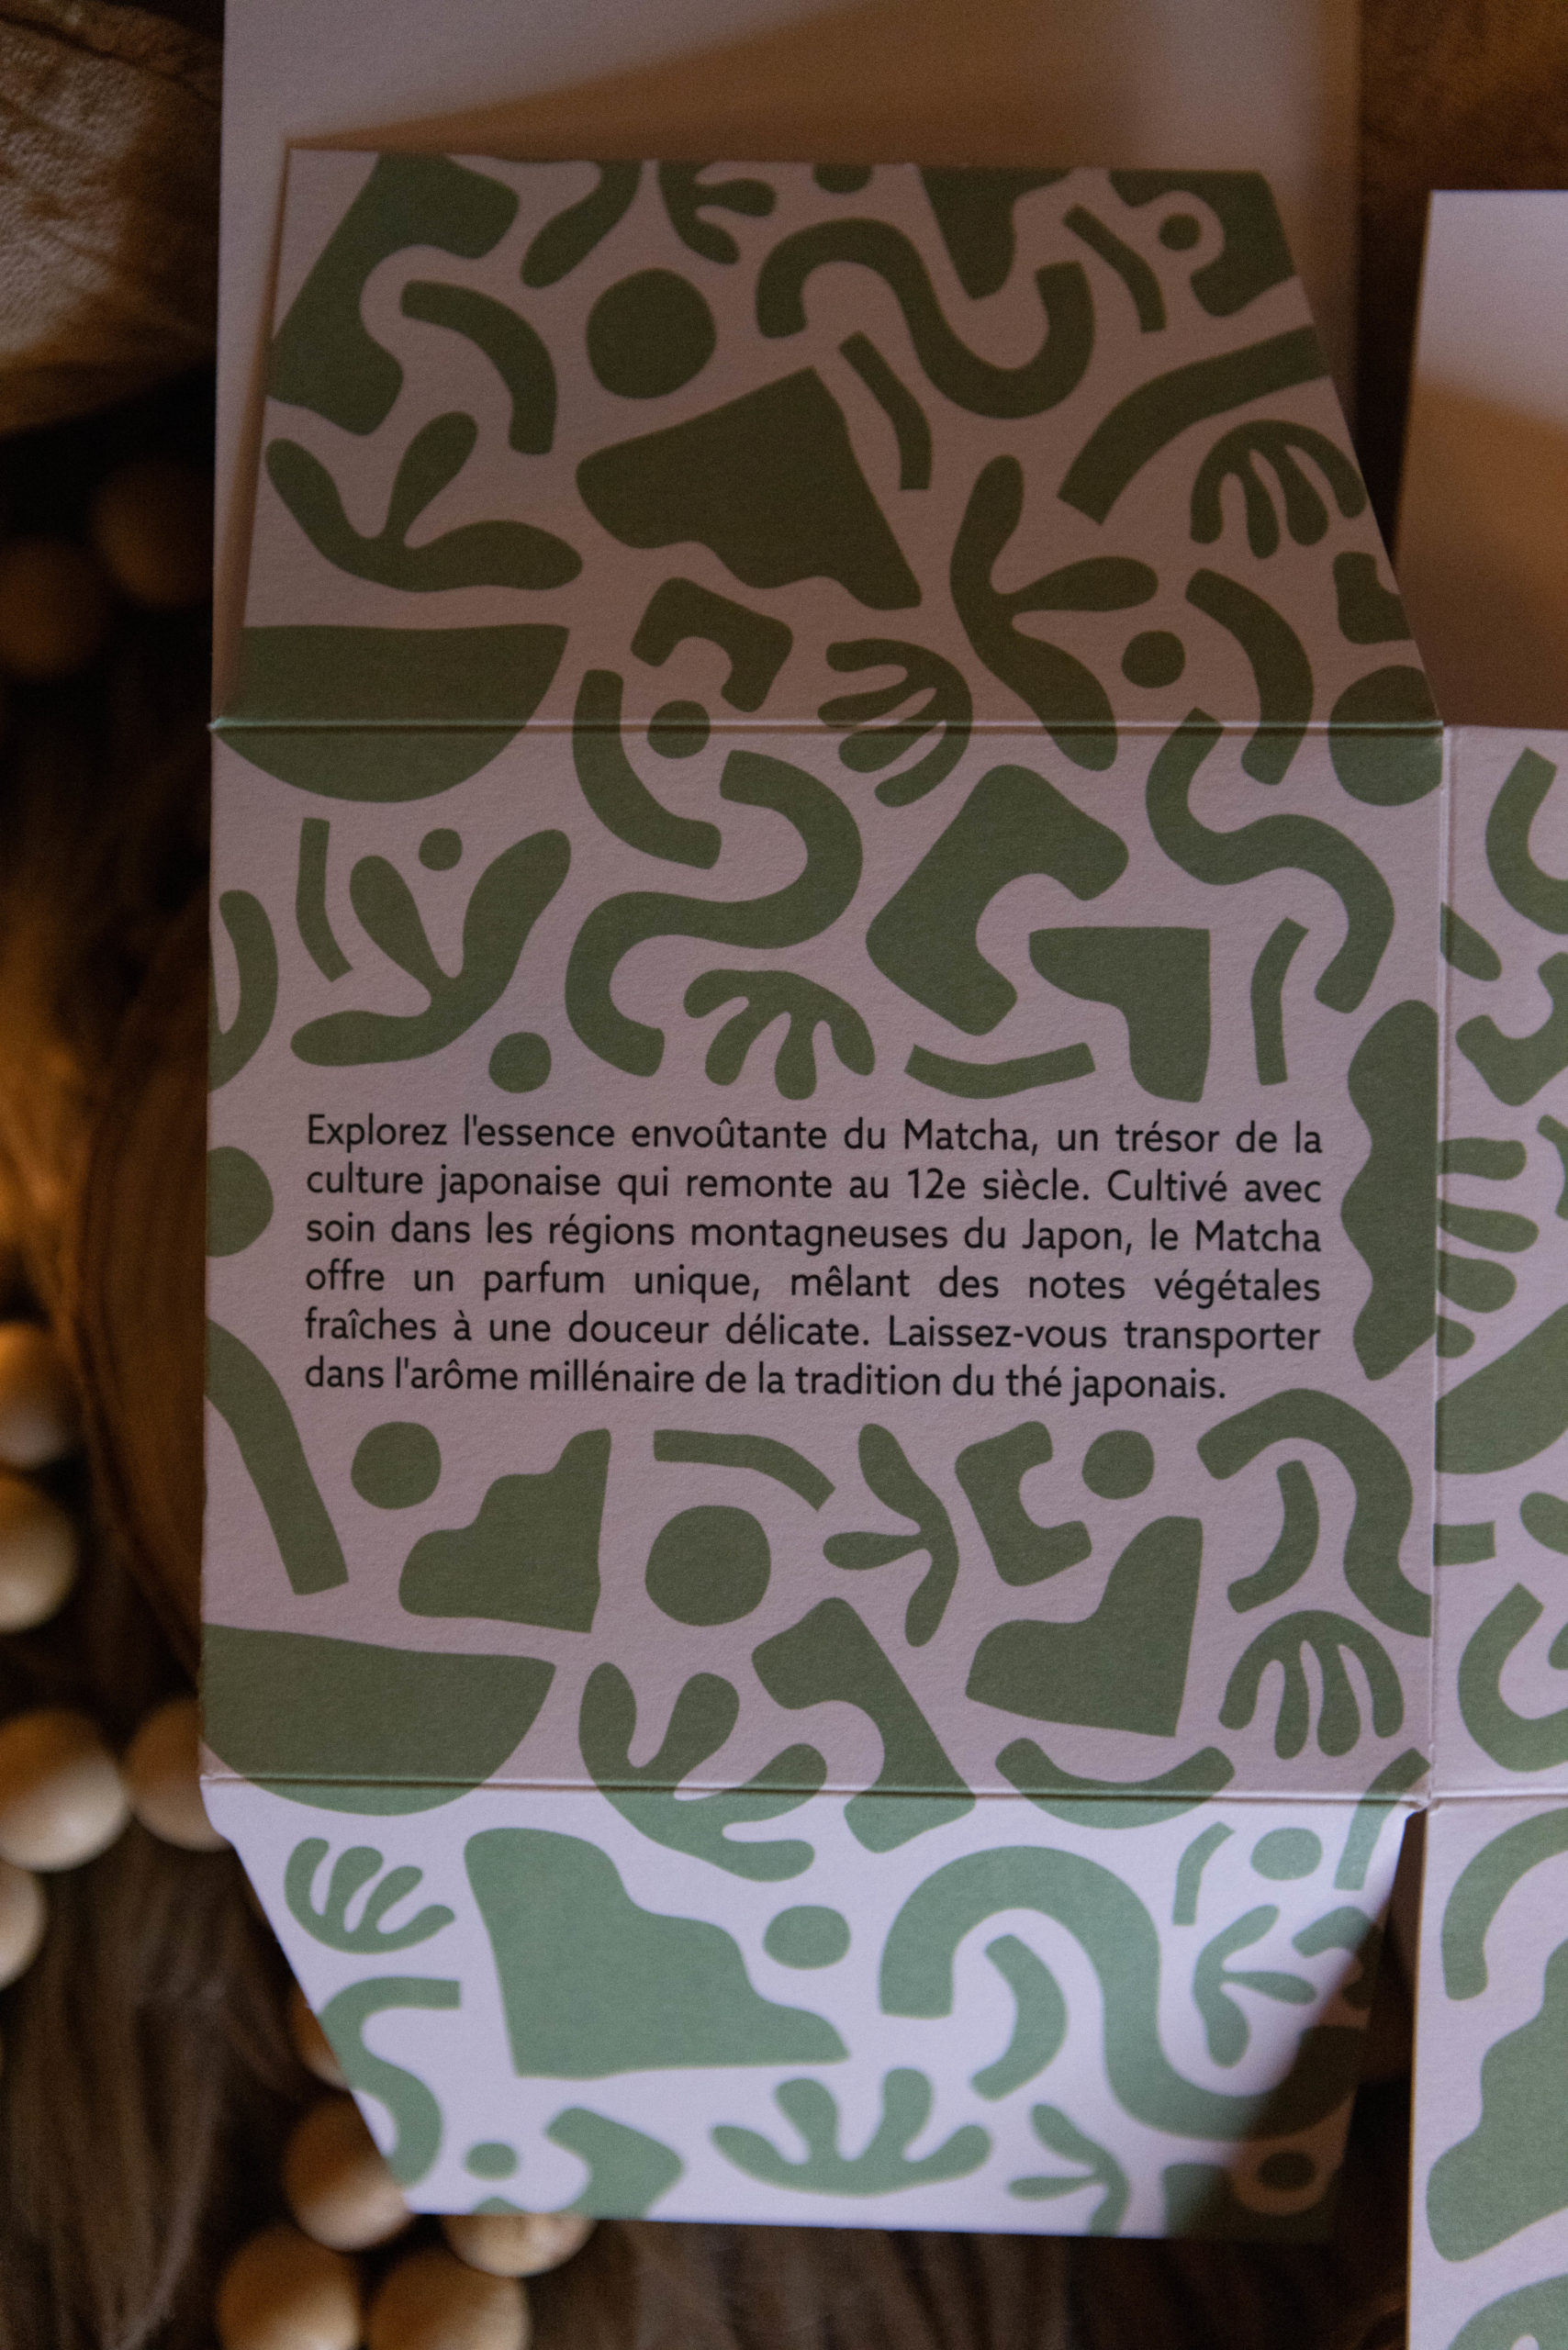 Explorez l'essence envoûtante du Matcha, un trésor de la
culture japonaise qui remonte au 12e siècle. Cultivé avec
soin dans les régions montagneuses du Japon, le Matcha
offre un parfum unique, mêlant des notes végétales
fraîches à une douceur délicate. Laissez-vous transporter
dans l'arôme millénaire de la tradition du thé japonais.